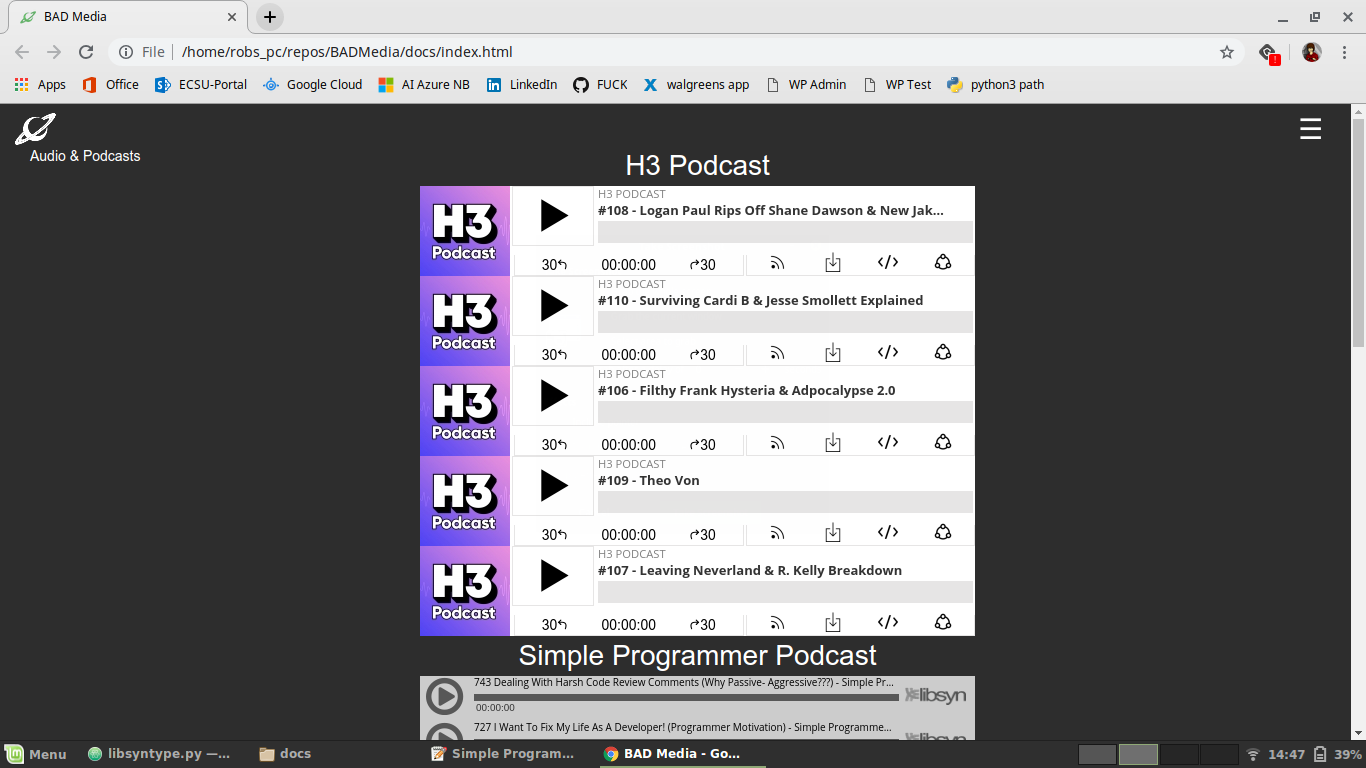 BAD Media
File
/home/robs_pc/repos/BADMedia/docs/index.html
Apps
Office
ECSU-Portal
Google Cloud
AI Azure NB
LinkedIn
FUCK
walgreens app
WP Admin
WP Test
python3 path
Audio & Podcasts
H3 Podcast
H3 Podcast
H3 PODCAST
#108 - Logan Paul Rips Off Shane Dawson & New Jak...
30
00:00:00
30
H3 Podcast
H3 PODCAST
#110 - Surviving Cardi B & Jesse Smollett Explained
30
00:00:00
30
H3 Podcast
H3 PODCAST
#106 - Filthy Frank Hysteria & Adpocalypse 2.0
30
00:00:00
30
H3 Podcast
H3 PODCAST
#109 - Theo Von
30
00:00:00
30
H3 Podcast
H3 PODCAST
#107 - Leaving Neverland & R. Kelly Breakdown
30
00:00:00
30
Simple Programmer Podcast
743 Dealing With Harsh Code Review Comments (Why Passive- Aggressive???) - Simple Pr...
libsyn
00:00:00
727 I Want To Fix My Life As A Developer! (Programmer Motivation) - Simple Programme...
libsyn
Menu
libsyntype.py —...
docs
Simple Program...
BAD Media - Go...
14:47
39%